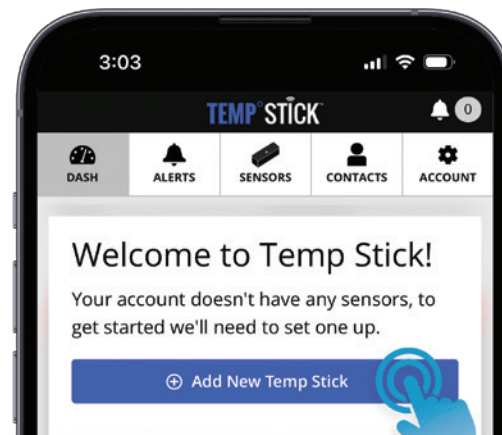 3:03
TEMP°STICK
0
DASH
ALERTS
SENSORS
CONTACTS
ACCOUNT
Welcome to Temp Stick!
Your account doesn't have any sensors, to
get started we'll need to set one up.
Add New Temp Stick